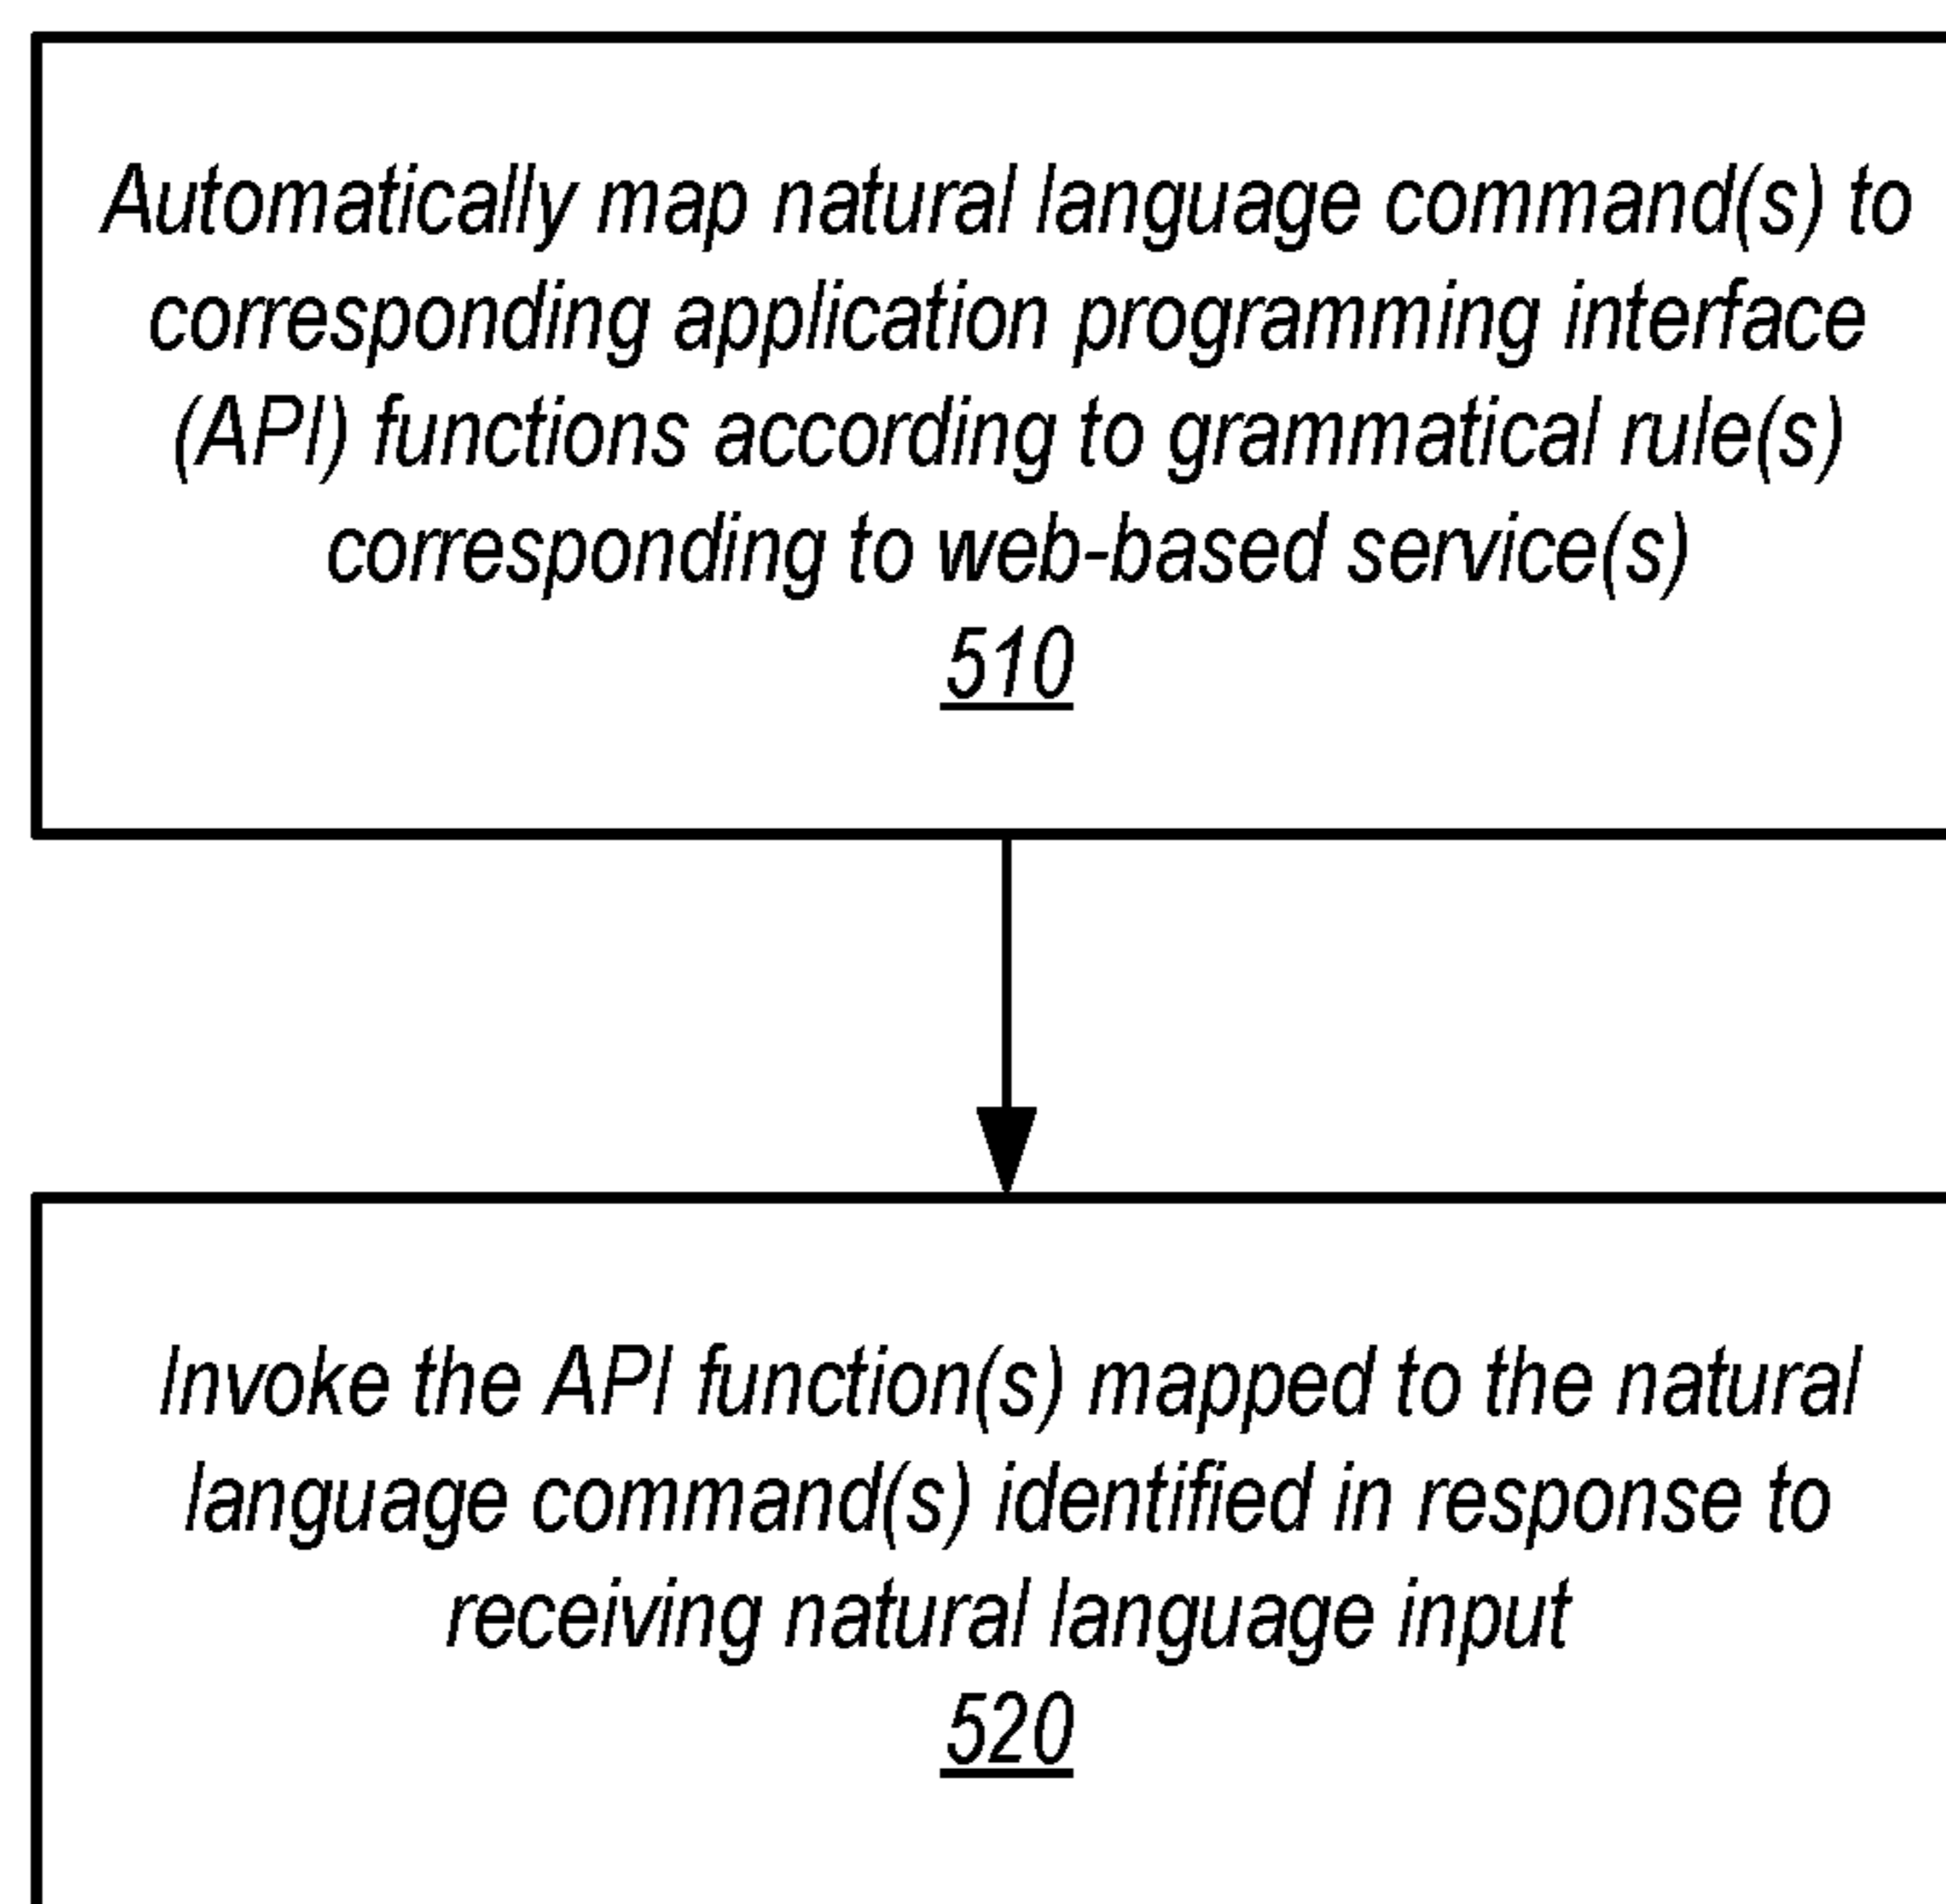 Automatically map natural language command(s) to
corresponding application programming interface
(API) functions according to grammatical rule(s)
corresponding to web-based service(s)
510
Invoke the API function(s) mapped to the natural
language command(s) identified in response to
receiving natural language input
520